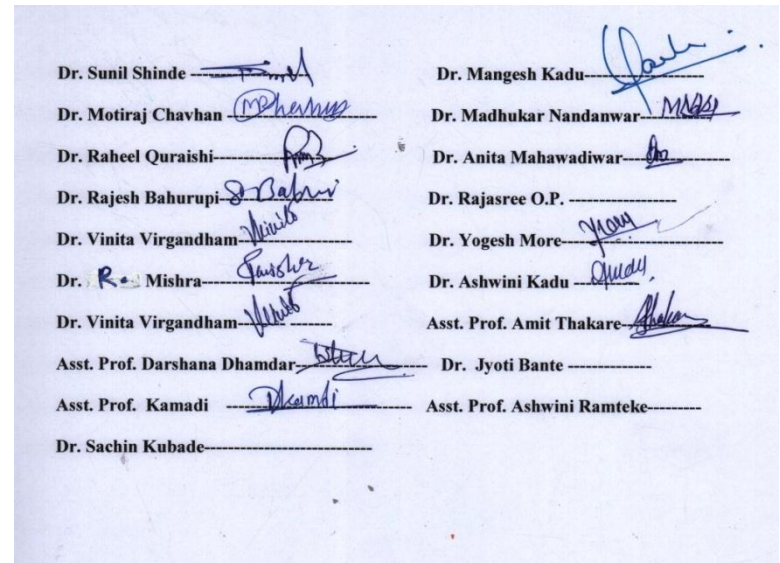 Dr. Sunil Shinde ---------------- Dr. Mangesh Kadu----------------
Dr. Motiraj Chavhan ---------------- Dr. Madhukar Nandanwar----------------
Dr. Raheel Quraishi---------------- Dr. Anita Mahawadiwar----------------
Dr. Rajesh Bahurupi---------------- Dr. Rajasree O.P. ----------------
Dr. Vinita Virgandham---------------- Dr. Yogesh More----------------
Dr. R. Mishra---------------- Dr. Ashwini Kadu ----------------
Dr. Vinita Virgandham---------------- Asst. Prof. Amit Thakare----------------
Asst. Prof. Darshana Dhamdar---------------- Dr. Jyoti Bante ----------------
Asst. Prof. Kamadi ---------------- Asst. Prof. Ashwini Ramteke---------
Dr. Sachin Kubade----------------